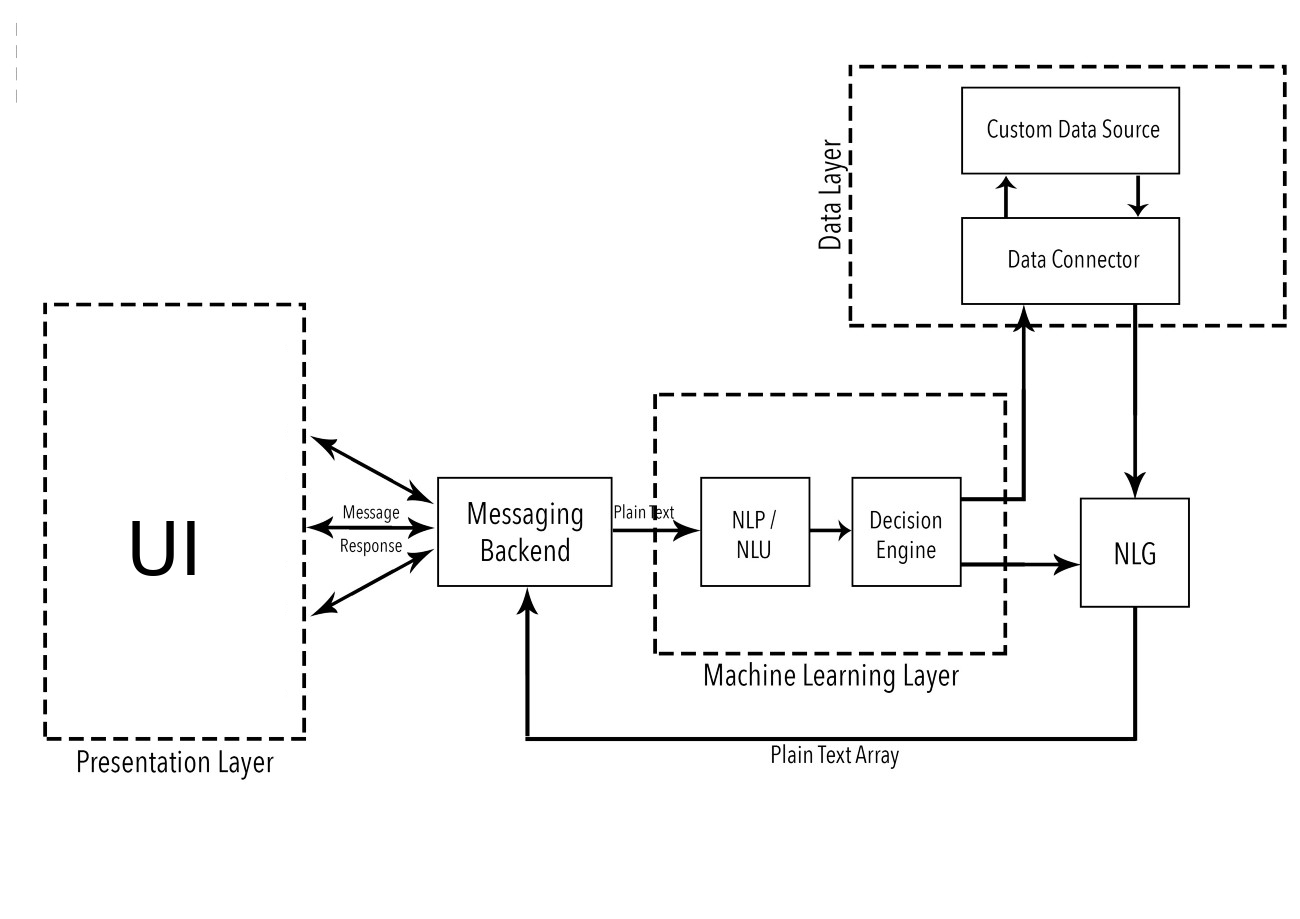 Custom Data Source
Data Layer
Data Connector
UI
Message
Response
Messaging
Backend
Plain Text
NLP /
NLU
Decision
Engine
NLG
Machine Learning Layer
Plain Text Array
Presentation Layer